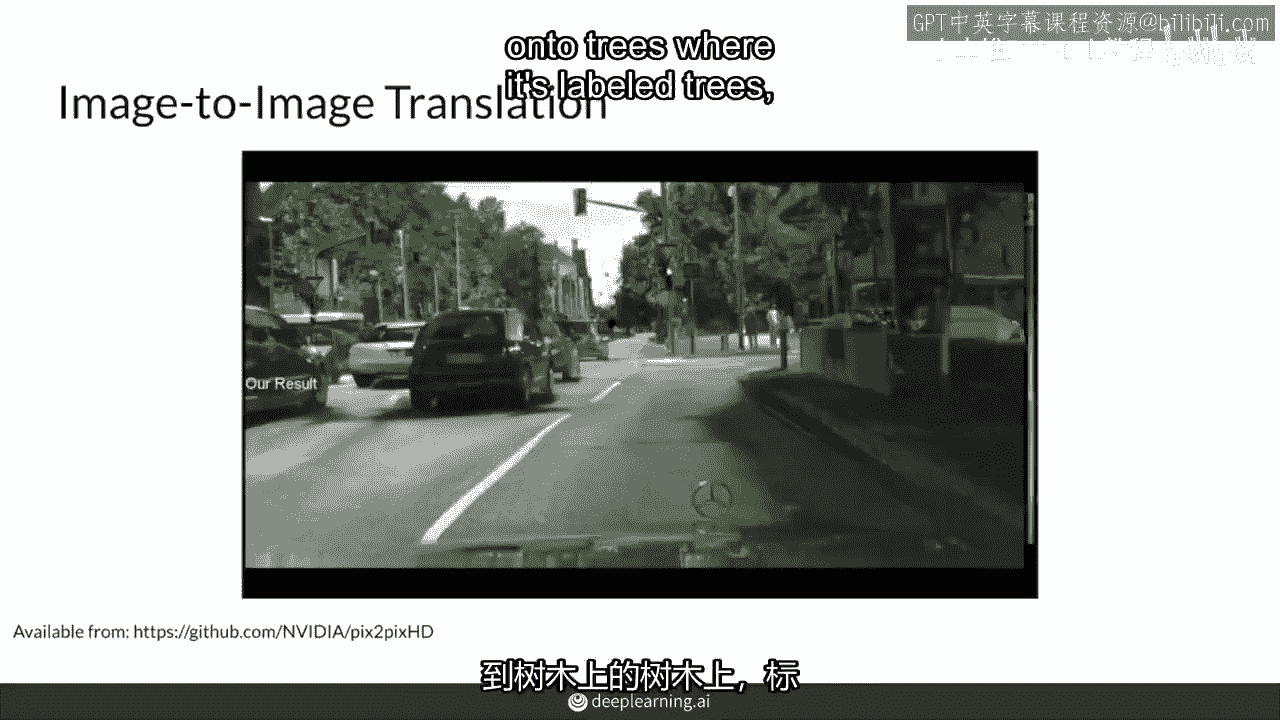 GPT中英字幕课程资源@bilibili.com
onto trees where
it's labeled trees,
Image-to-Image Translation
Our Result
Available from: https://github.com/NVIDIA/pix2pixHD
到树木上的树木上，标
deeplearning.ai